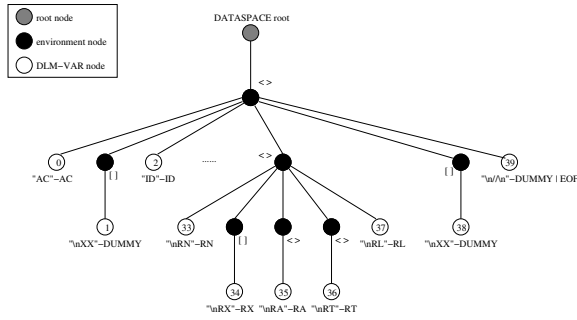 DATASPACE root
root node
environment node
DLM−VAR node
< >
0
[ ]
2
......
< >
[ ]
39
"AC"−AC
"ID"−ID
"\n//\n"−DUMMY | EOF
1
33
[ ]
< >
< >
37
38
"\nXX"−DUMMY
"\nRN"−RN
"\nRL"−RL
"\nXX"−DUMMY
34
35
36
"\nRX"−RX
"\nRA"−RA
"\nRT"−RT